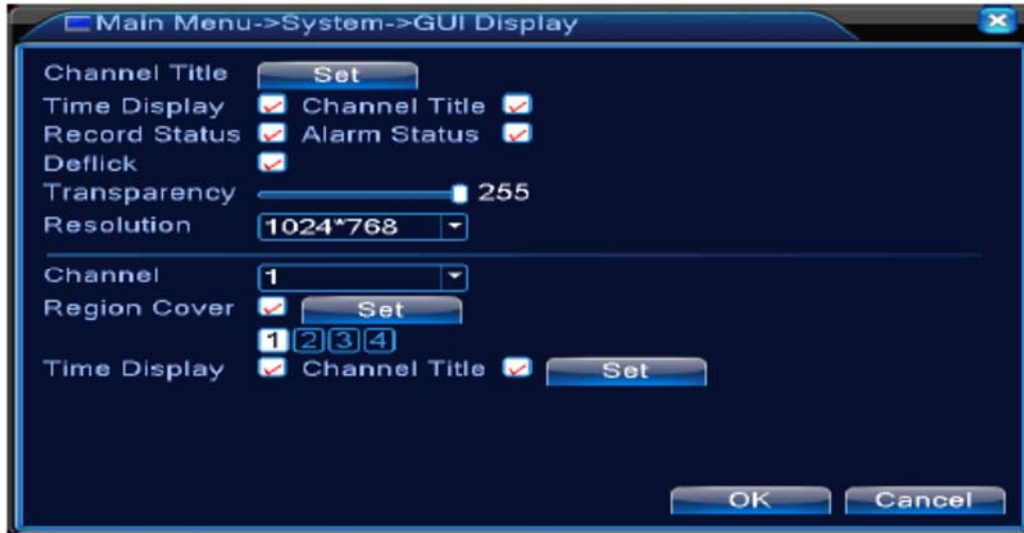 Main Menu->System->GUI Display
Channel Title Set
Time Display Channel Title
Record Status Alarm Status
Deflick
Transparency 255
Resolution 1024*768
Channel 1
Region Cover Set
1 2 3 4
Time Display Channel Title Set
OK Cancel